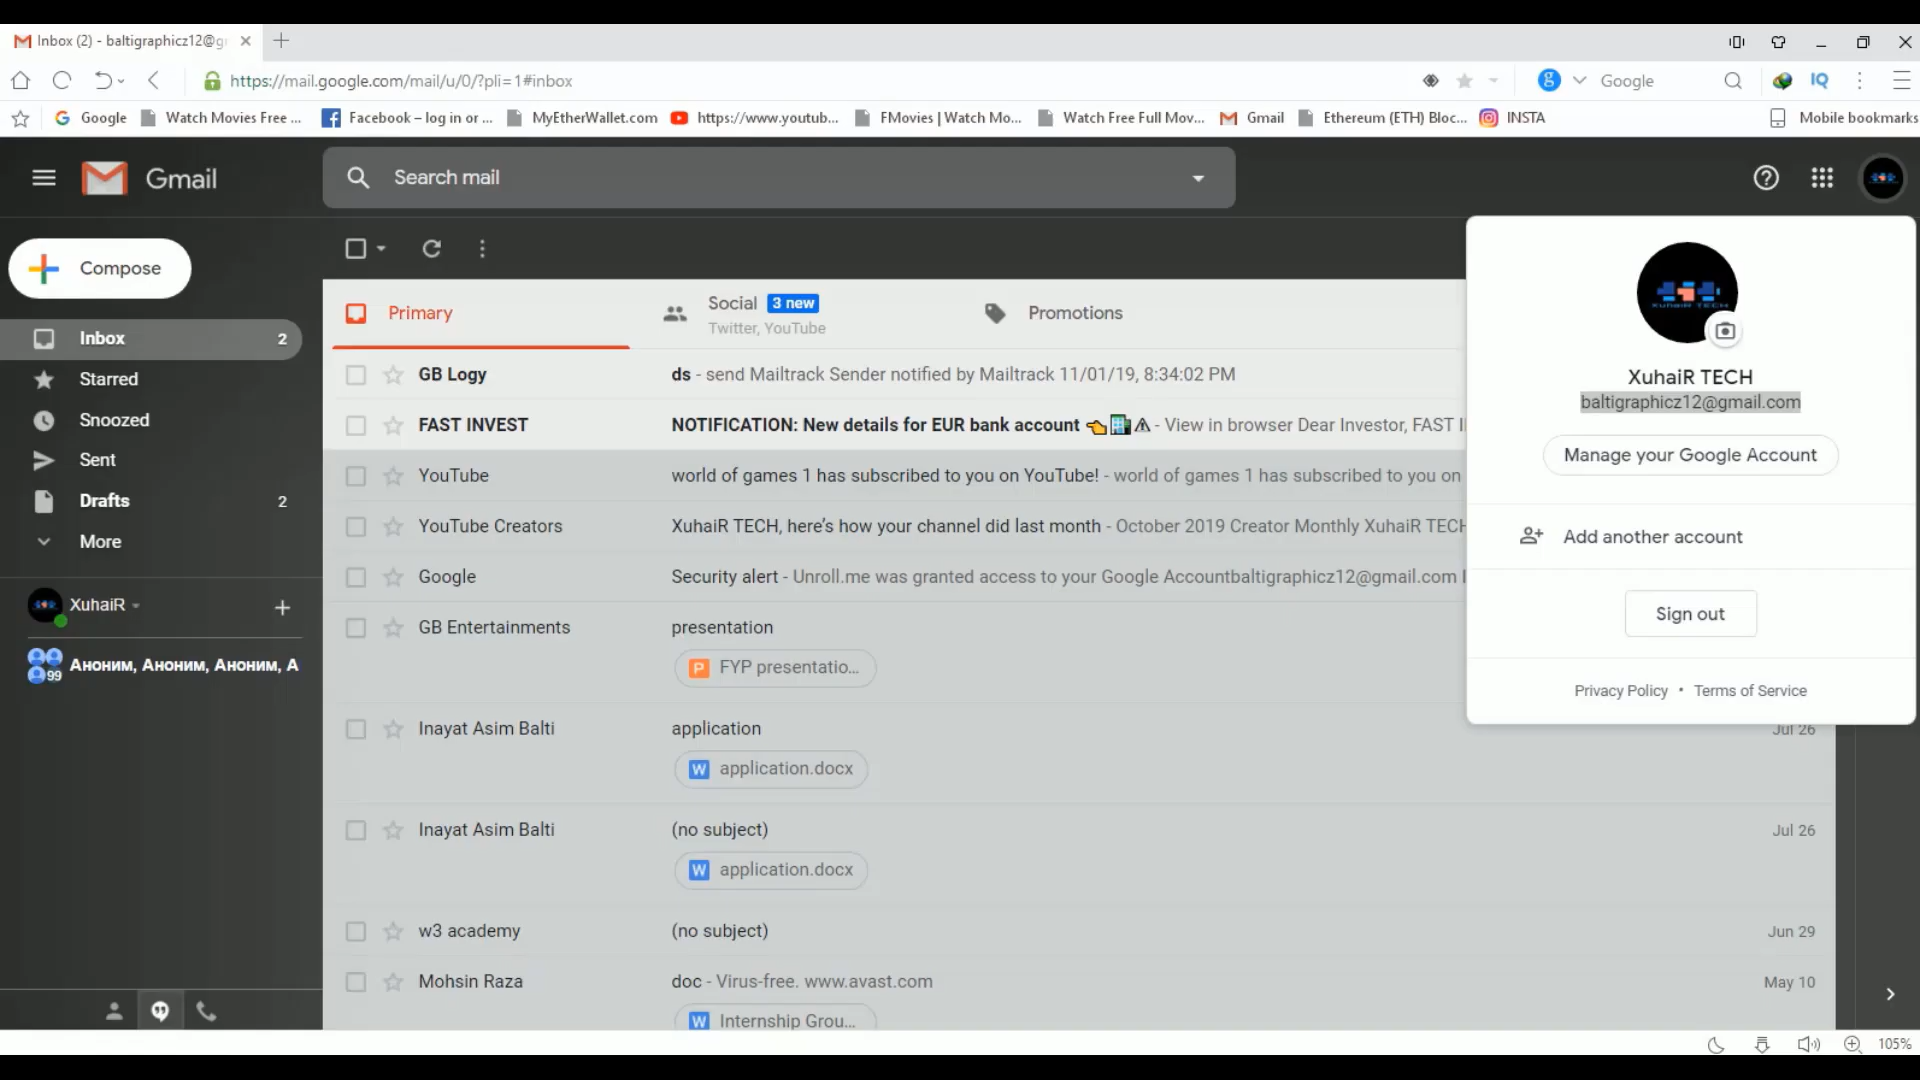 Inbox (2) - baltigraphicz12@g
https://mail.google.com/mail/u/0/?pli=1#inbox
Google
IQ
Google
Watch Movies Free ...
Facebook – log in or ...
MyEtherWallet.com
https://www.youtub...
FMovies | Watch Mo...
Watch Free Full Mov...
Gmail
Ethereum (ETH) Bloc...
INSTA
Mobile bookmarks
Gmail
Search mail
Compose
Inbox 2
Starred
Snoozed
Sent
Drafts 2
More
XuhaiR
99 Аноним, Аноним, Аноним, А
Primary
Social 3 new
Twitter, YouTube
Promotions
GB Logy ds - send Mailtrack Sender notified by Mailtrack 11/01/19, 8:34:02 PM
FAST INVEST NOTIFICATION: New details for EUR bank account 👈🏢⚠ - View in browser Dear Investor, FAST I
YouTube world of games 1 has subscribed to you on YouTube! - world of games 1 has subscribed to you on
YouTube Creators XuhaiR TECH, here's how your channel did last month - October 2019 Creator Monthly XuhaiR TECH
Google Security alert - Unroll.me was granted access to your Google Accountbaltigraphicz12@gmail.com
GB Entertainments presentation
P FYP presentatio...
Inayat Asim Balti application Jul 26
W application.docx
Inayat Asim Balti (no subject) Jul 26
W application.docx
w3 academy (no subject) Jun 29
Mohsin Raza doc - Virus-free. www.avast.com May 10
W Internship Grou...
XuhaiR TECH
XuhaiR TECH
baltigraphicz12@gmail.com
Manage your Google Account
Add another account
Sign out
Privacy Policy • Terms of Service
105%